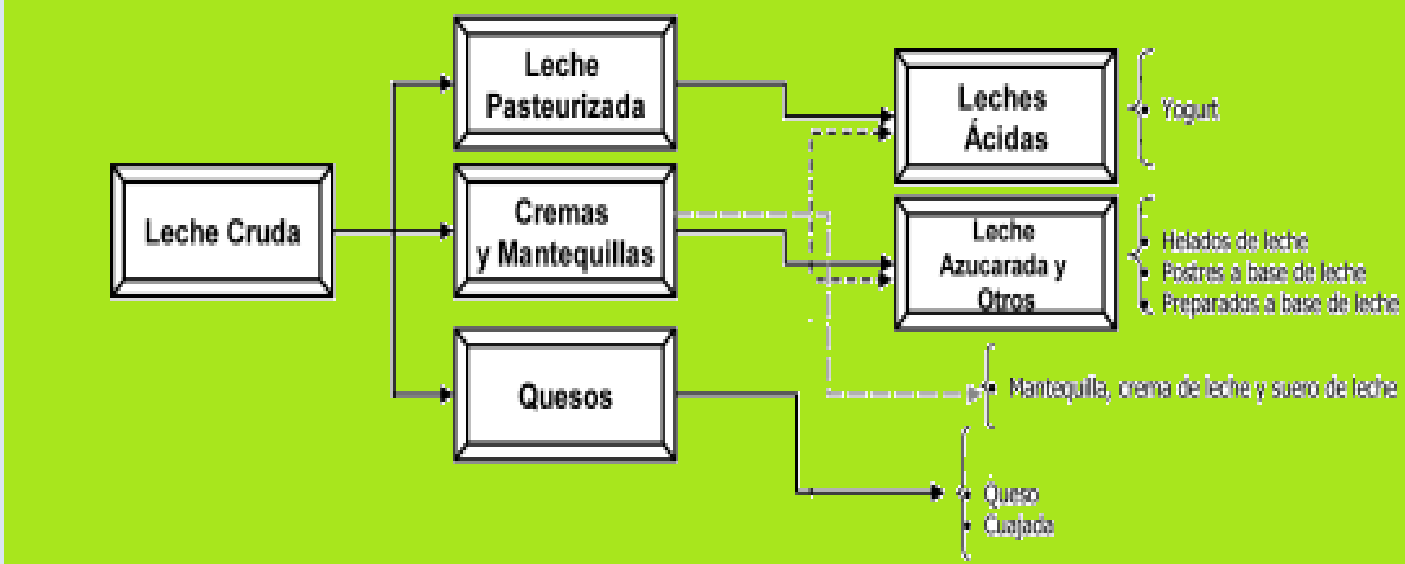 Leche Cruda
Leche
Pasteurizada
Cremas
y Mantequillas
Quesos
Leches
Ácidas
Leche
Azucarada y
Otros
• Yogurt
• Helados de leche
• Postres a base de leche
• Preparados a base de leche
• Mantequilla, crema de leche y suero de leche
• Queso
• Cuajada